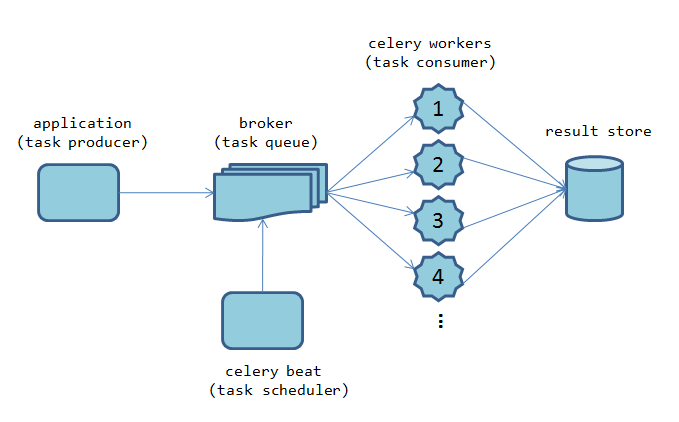 celery workers
(task consumer)
application
(task producer)
broker
(task queue)
result store
1
2
3
4
⋮
celery beat
(task scheduler)